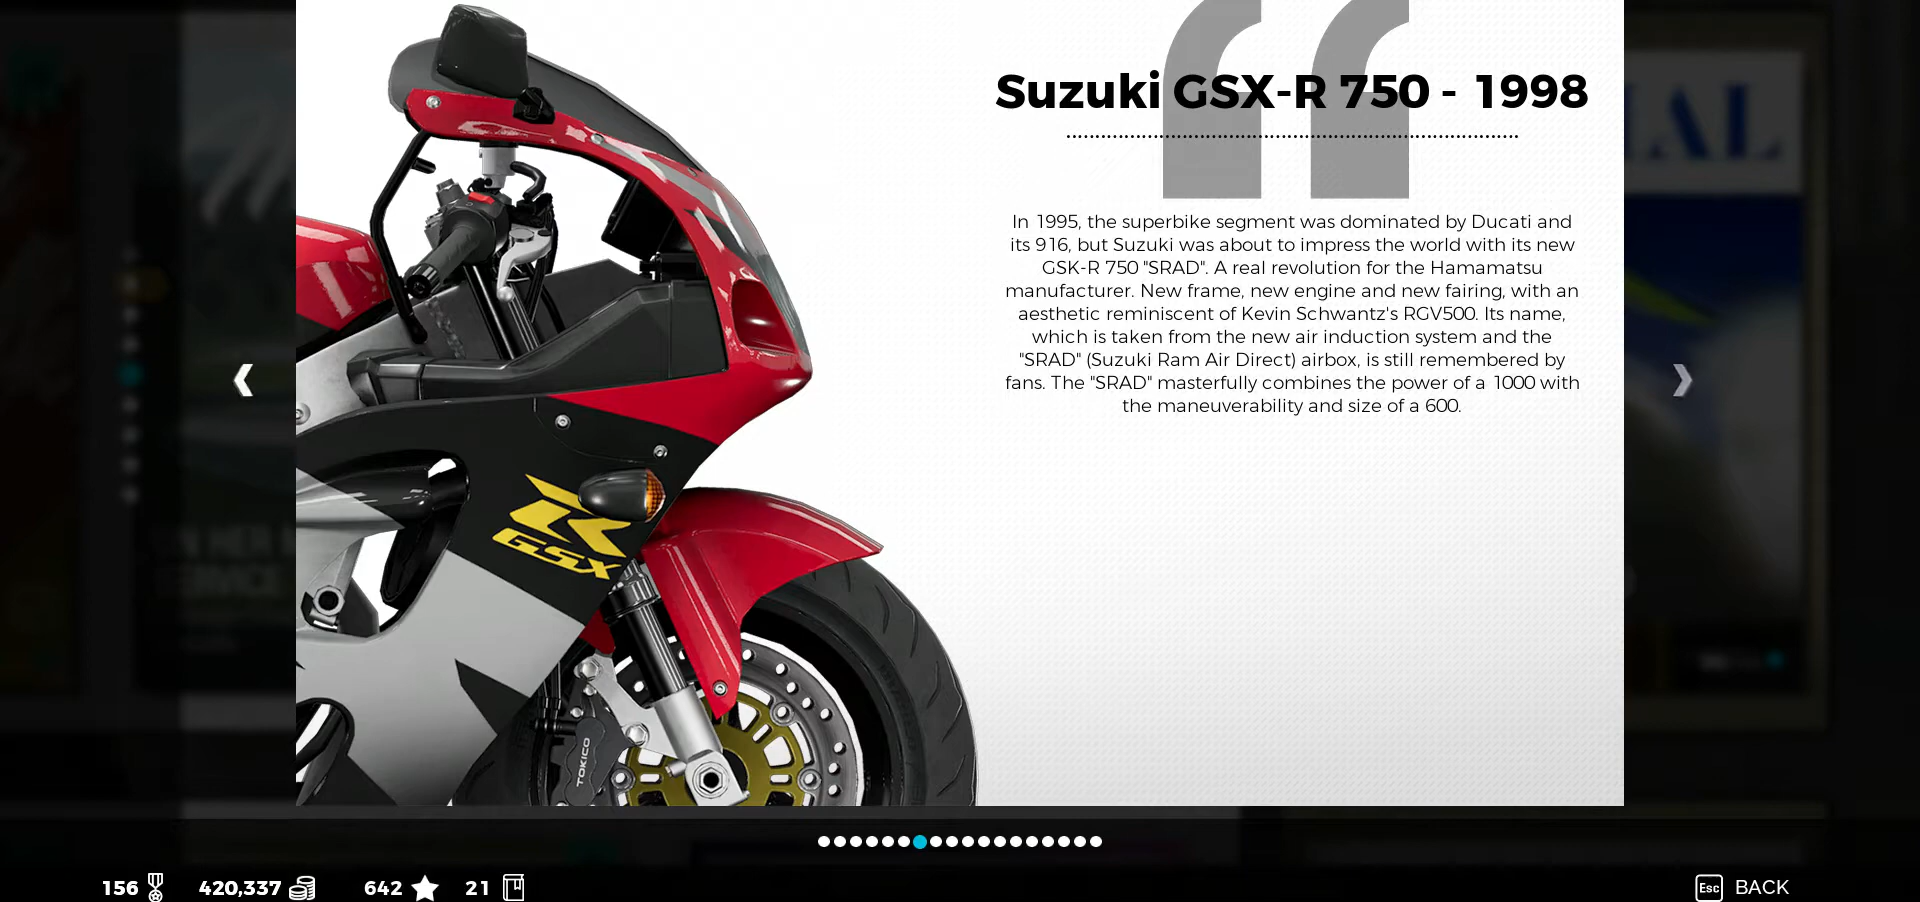 Suzuki GSX-R 750 - 1998
In 1995, the superbike segment was dominated by Ducati and
its 916, but Suzuki was about to impress the world with its new
GSK-R 750 "SRAD". A real revolution for the Hamamatsu
manufacturer. New frame, new engine and new fairing, with an
aesthetic reminiscent of Kevin Schwantz's RGV500. Its name,
which is taken from the new air induction system and the
"SRAD" (Suzuki Ram Air Direct) airbox, is still remembered by
fans. The "SRAD" masterfully combines the power of a 1000 with
the maneuverability and size of a 600.
R
GSX
TOKICO
156
420,337
642
21
Esc BACK